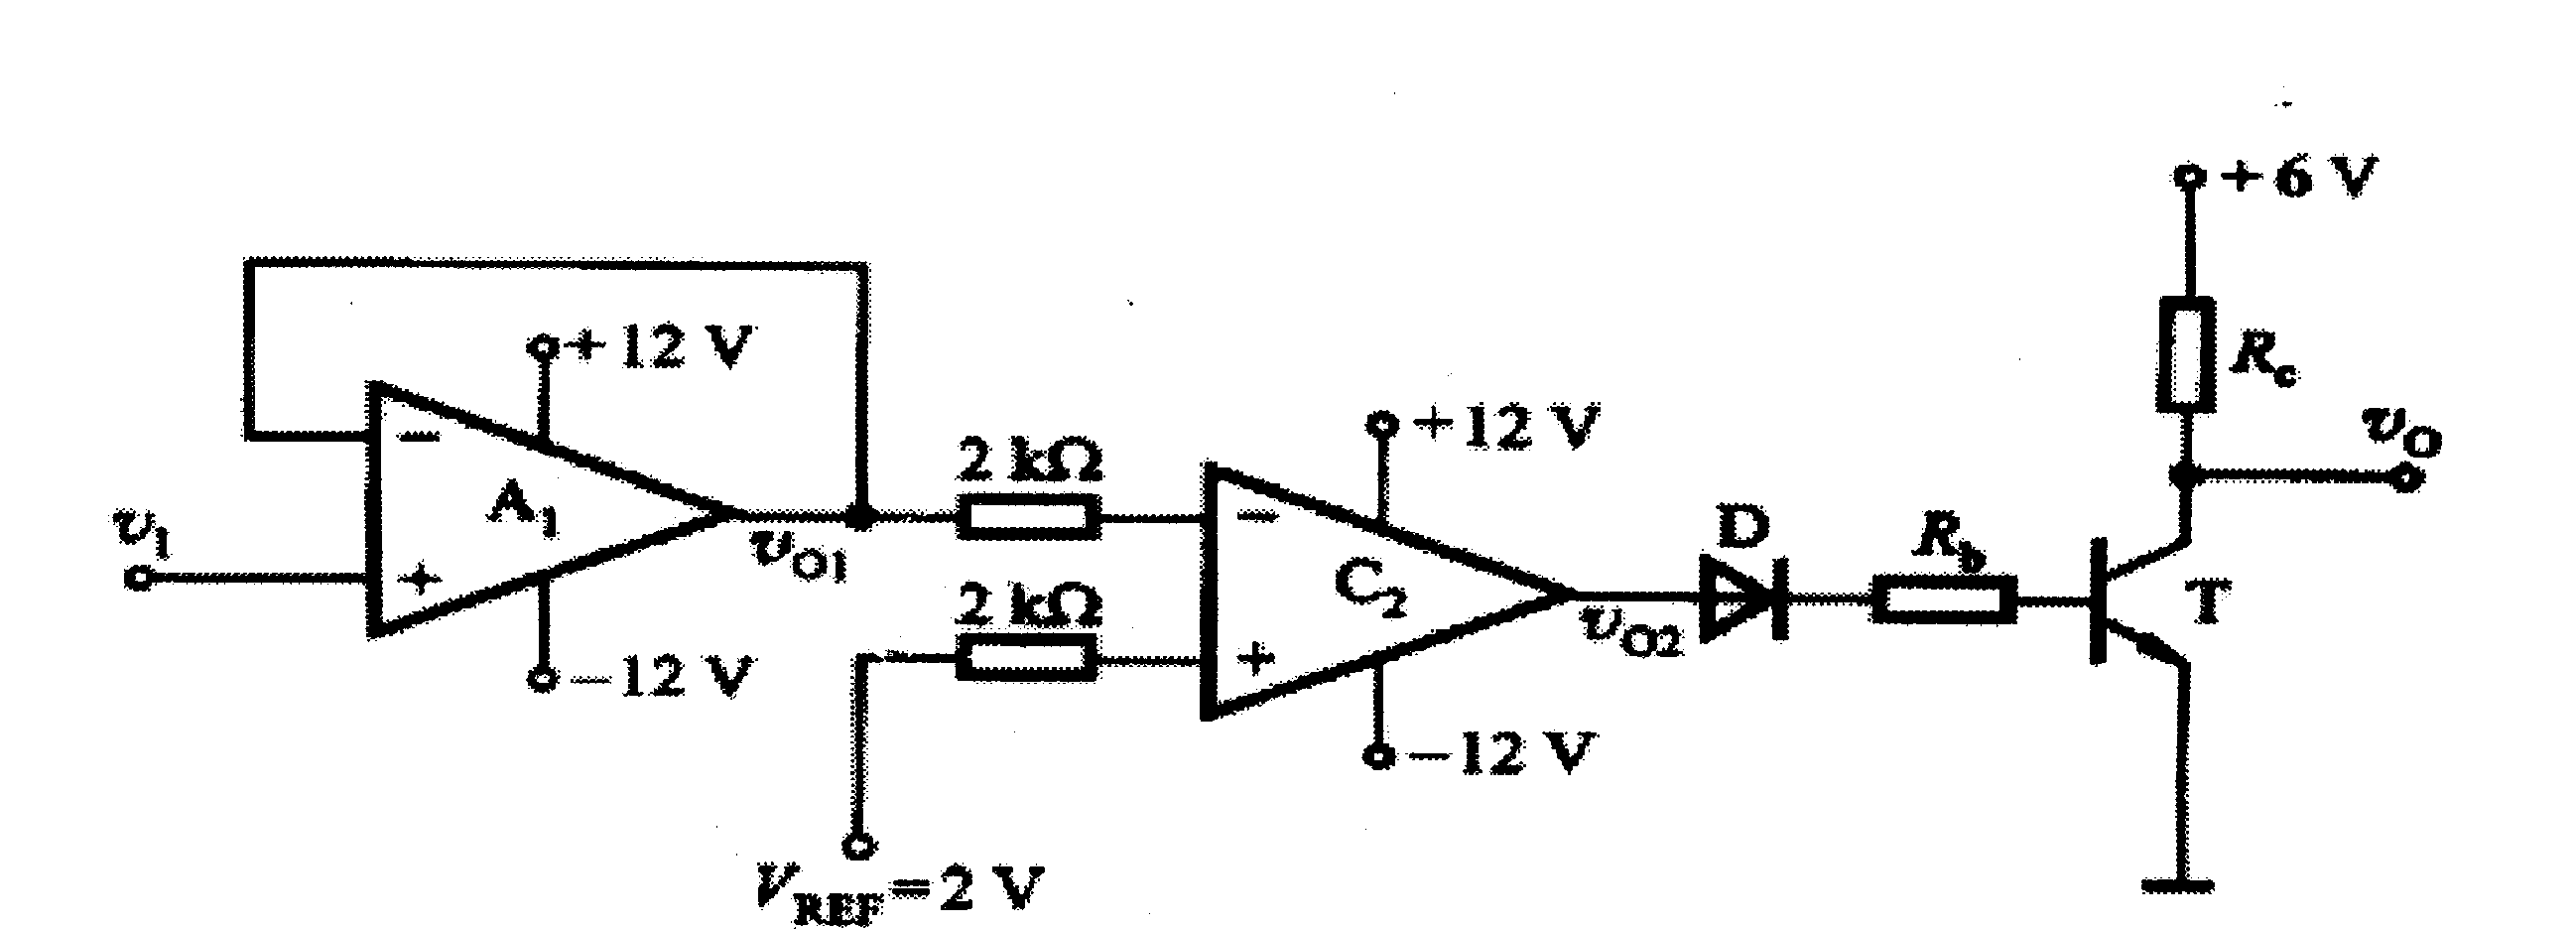 +6 V
R_c
+12 V
v_O
+12 V
2 kΩ
−
A_1
−
D
R_b
v_I
v_O1
2 kΩ
C_2
+
v_O2
T
−12 V
+
−12 V
V_REF=2 V